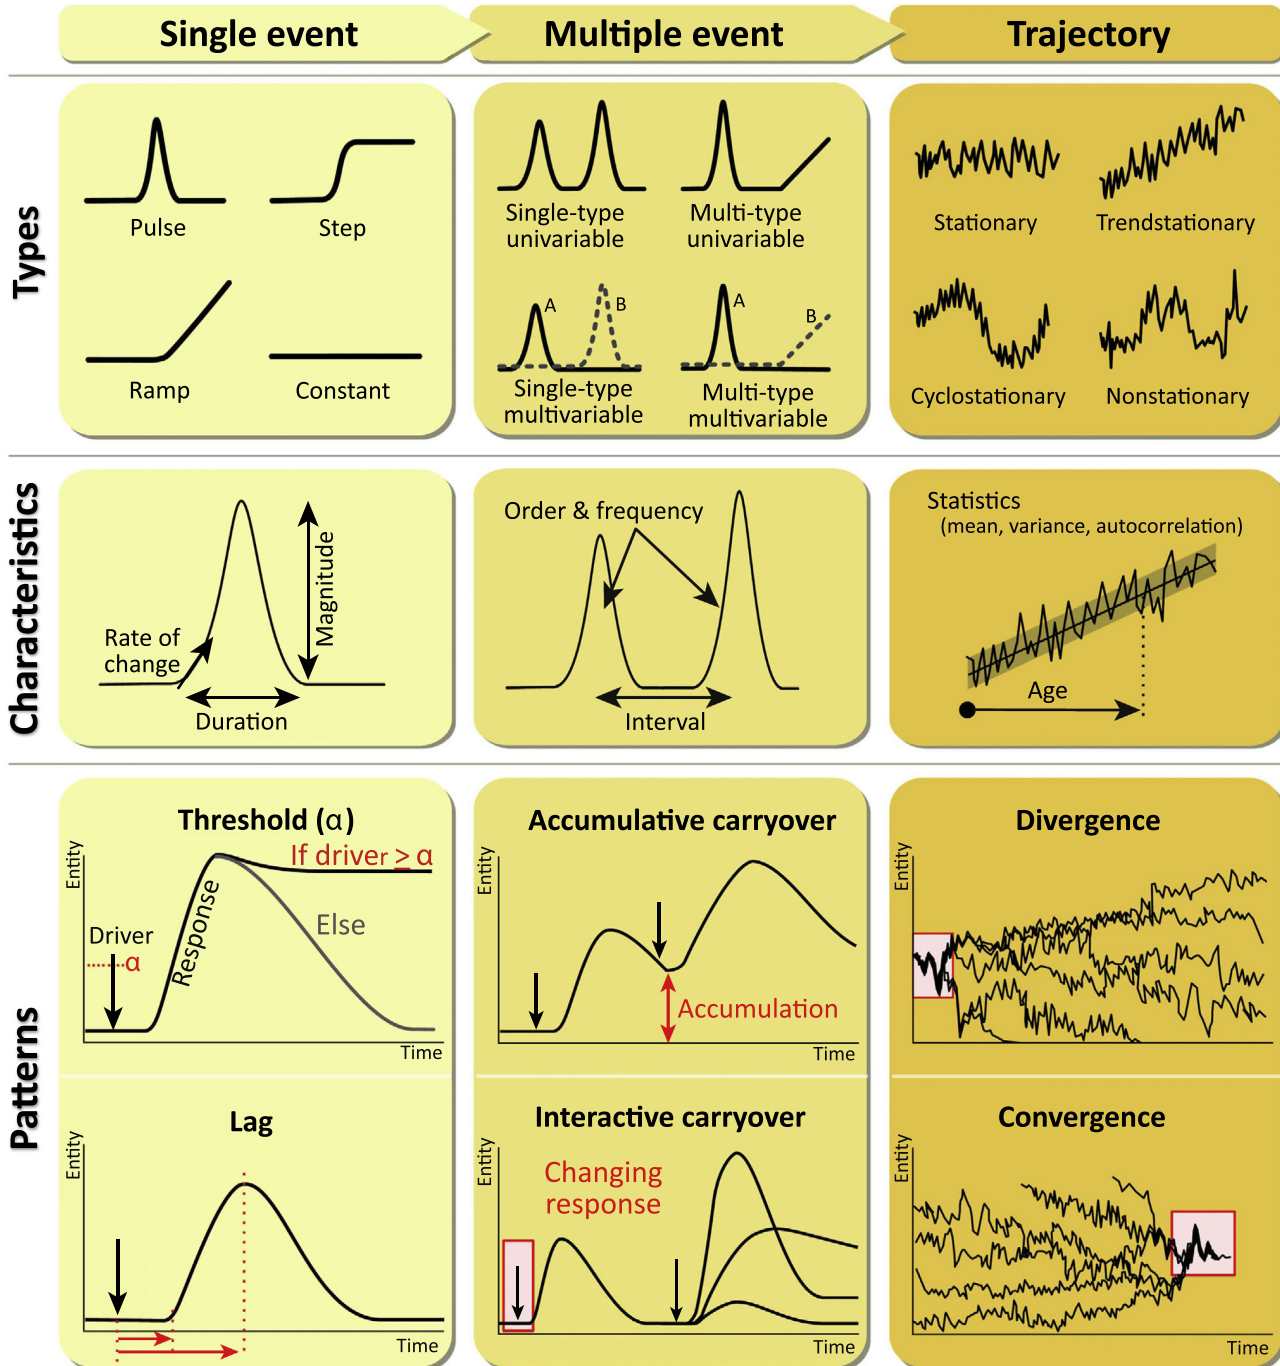 Single event
Multiple event
Trajectory
Types
Pulse
Step
Ramp
Constant
Single-type
univariable
Multi-type
univariable
A
B
Single-type
multivariable
A
B
Multi-type
multivariable
Stationary
Trendstationary
Cyclostationary
Nonstationary
Characteristics
Rate of
change
Magnitude
Duration
Order & frequency
Interval
Statistics
(mean, variance, autocorrelation)
Age
Patterns
Threshold (α)
Entity
If driver ≥ α
Driver
α
Response
Else
Time
Accumulative carryover
Entity
Accumulation
Time
Divergence
Entity
Lag
Entity
Time
Interactive carryover
Entity
Changing
response
Time
Convergence
Entity
Time